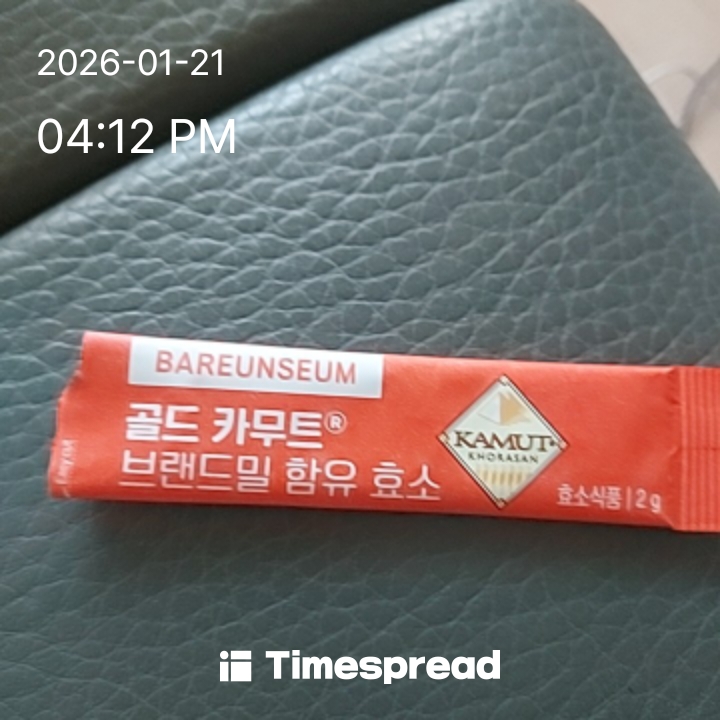 2026-01-21
04:12 PM
BAREUNSEUM
골드 카무트®
브랜드밀 함유 효소
KAMUT®
KHORASAN
효소식품 | 2 g
Timespread